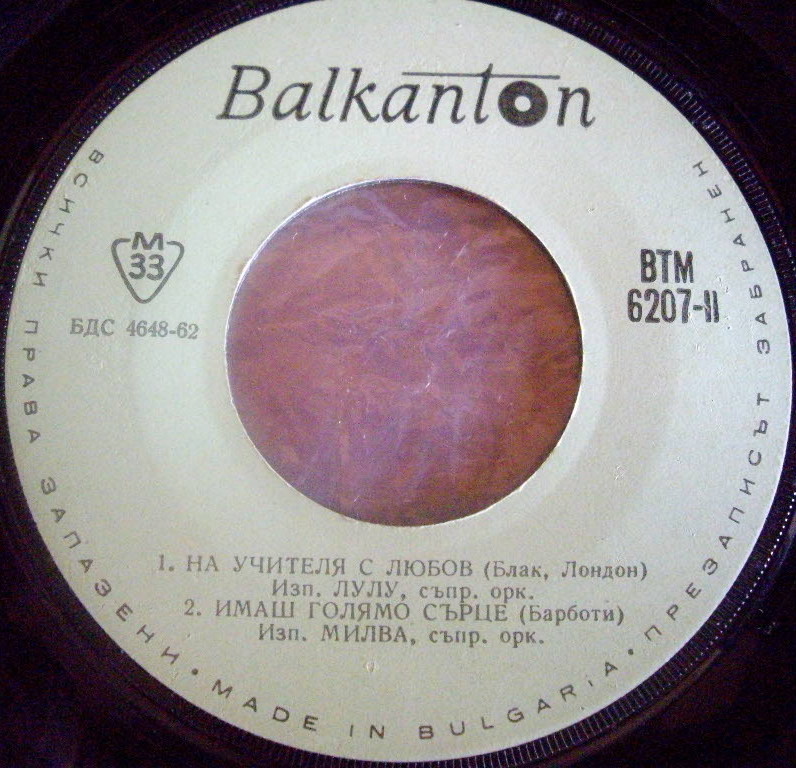 Balkanton
М
33
БДС 4648-62
ВТМ
6207-II
1. НА УЧИТЕЛЯ С ЛЮБОВ (Блак, Лондон)
Изп. ЛУЛУ, съпр. орк.
2. ИМАШ ГОЛЯМО СЪРЦЕ (Барботи)
Изп. МИЛВА, съпр. орк.
ВСИЧКИ ПРАВА ЗАПАЗЕНИ • MADE IN BULGARIA • ПРЕЗАПИСЪТ ЗАБРАНЕН